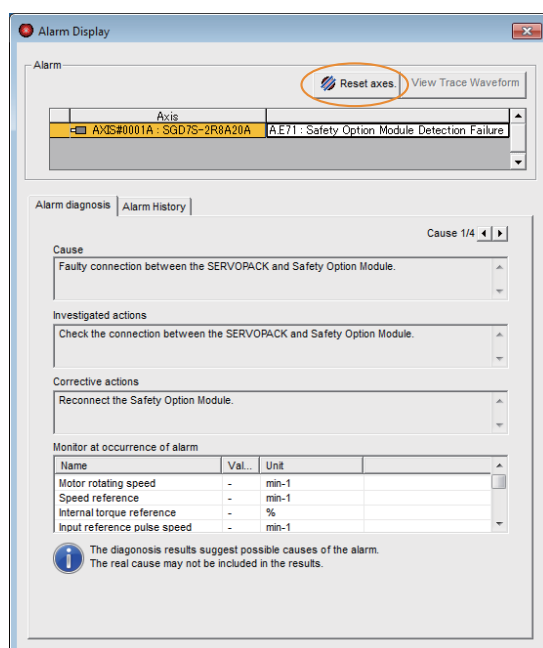 Alarm Display
Alarm
Reset axes.
View Trace Waveform
Axis
AXIS#0001A : SGD7S-2R8A20A
A.E71 : Safety Option Module Detection Failure
Alarm diagnosis
Alarm History
Cause 1/4
Cause
Faulty connection between the SERVOPACK and Safety Option Module.
Investigated actions
Check the connection between the SERVOPACK and Safety Option Module.
Corrective actions
Reconnect the Safety Option Module.
Monitor at occurrence of alarm
Name Val... Unit
Motor rotating speed - min-1
Speed reference - min-1
Internal torque reference - %
Input reference pulse speed - min-1
The diagonosis results suggest possible causes of the alarm.
The real cause may not be included in the results.